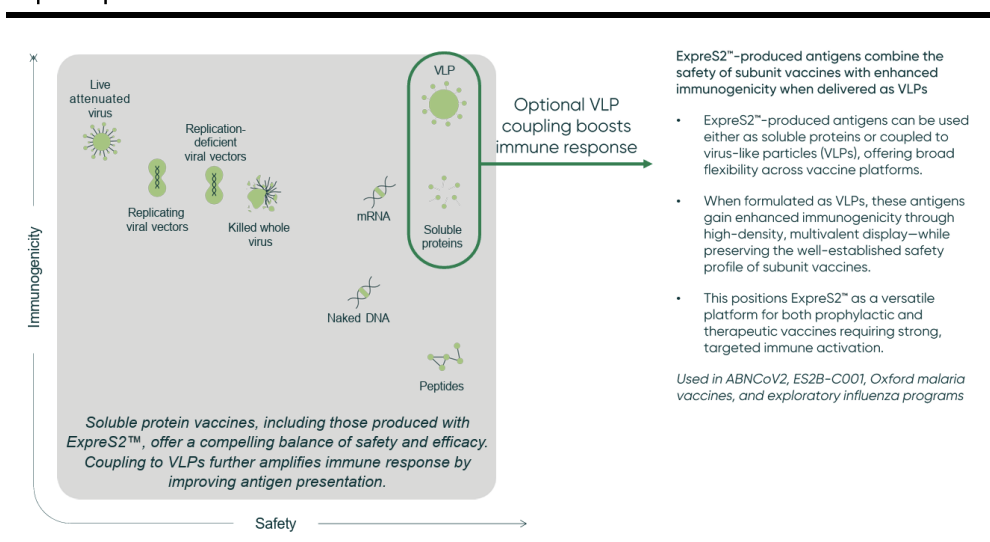 VLP
Live
attenuated
virus
Optional VLP
coupling boosts
immune response
Replication-
deficient
viral vectors
Replicating
viral vectors
Killed whole
virus
mRNA
Soluble
proteins
Naked DNA
Peptides
Immunogenicity
Soluble protein vaccines, including those produced with
ExpreS2™, offer a compelling balance of safety and efficacy.
Coupling to VLPs further amplifies immune response by
improving antigen presentation.
Safety
ExpreS2™-produced antigens combine the
safety of subunit vaccines with enhanced
immunogenicity when delivered as VLPs
• ExpreS2™-produced antigens can be used
either as soluble proteins or coupled to
virus-like particles (VLPs), offering broad
flexibility across vaccine platforms.
• When formulated as VLPs, these antigens
gain enhanced immunogenicity through
high-density, multivalent display—while
preserving the well-established safety
profile of subunit vaccines.
• This positions ExpreS2™ as a versatile
platform for both prophylactic and
therapeutic vaccines requiring strong,
targeted immune activation.
Used in ABNCoV2, ES2B-C001, Oxford malaria
vaccines, and exploratory influenza programs